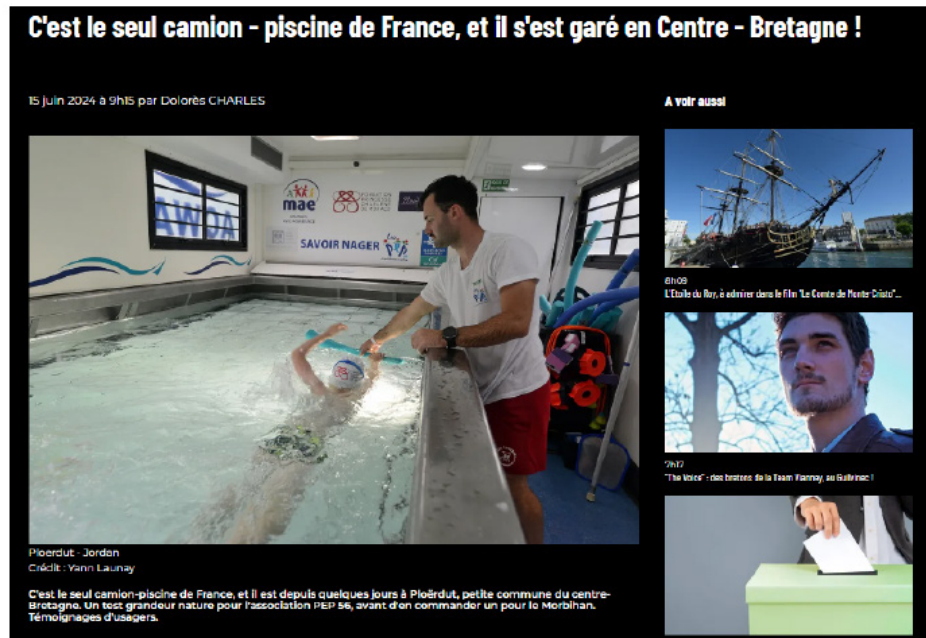 C'est le seul camion - piscine de France, et il s'est garé en Centre - Bretagne !
15 juin 2024 à 9h15 par Dolorès CHARLES
A voir aussi
AWDA
mae
SAVOIR NAGER
PEP
8h09
L'Etoile du Roy, à admirer dans le film "Le Comte de Monte Cristo"...
7h17
"The Voice" : des bretons de la Team Vianney, au Guilvinec !
Ploerdut - Jordan
Crédit : Yann Launay
C'est le seul camion-piscine de France, et il est depuis quelques jours à Ploërdut, petite commune du centre-
Bretagne. Un test grandeur nature pour l'association PEP 56, avant d'en commander un pour le Morbihan.
Témoignages d'usagers.